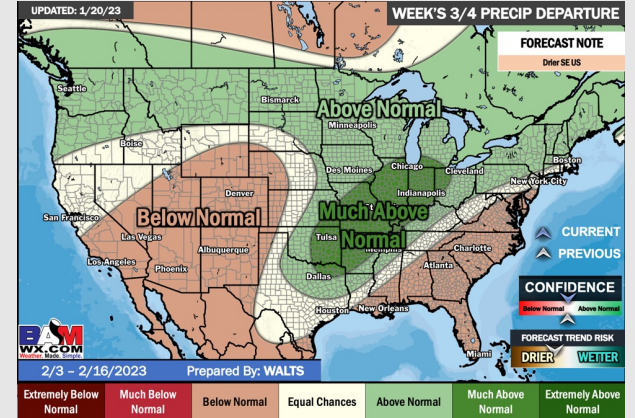 UPDATED: 1/20/23
WEEK'S 3/4 PRECIP DEPARTURE
FORECAST NOTE
Drier SE US
Seattle
Bismarck
Above Normal
Minneapolis
Boise
Boston
Des Moines
Chicago
Cleveland
New York City
Denver
Indianapolis
San Francisco
Below Normal
Much Above
Normal
Las Vegas
Tulsa
Memphis
Charlotte
Los Angeles
Albuquerque
Phoenix
Atlanta
Dallas
Houston
New Orleans
Miami
CURRENT
PREVIOUS
CONFIDENCE
Below Normal
Above Normal
FORECAST TREND RISK
DRIER
WETTER
BAM
WX.COM
Weather. Made. Simple.
2/3 – 2/16/2023
Prepared By: WALTS
Extremely Below
Normal
Much Below
Normal
Below Normal
Equal Chances
Above Normal
Much Above
Normal
Extremely Above
Normal